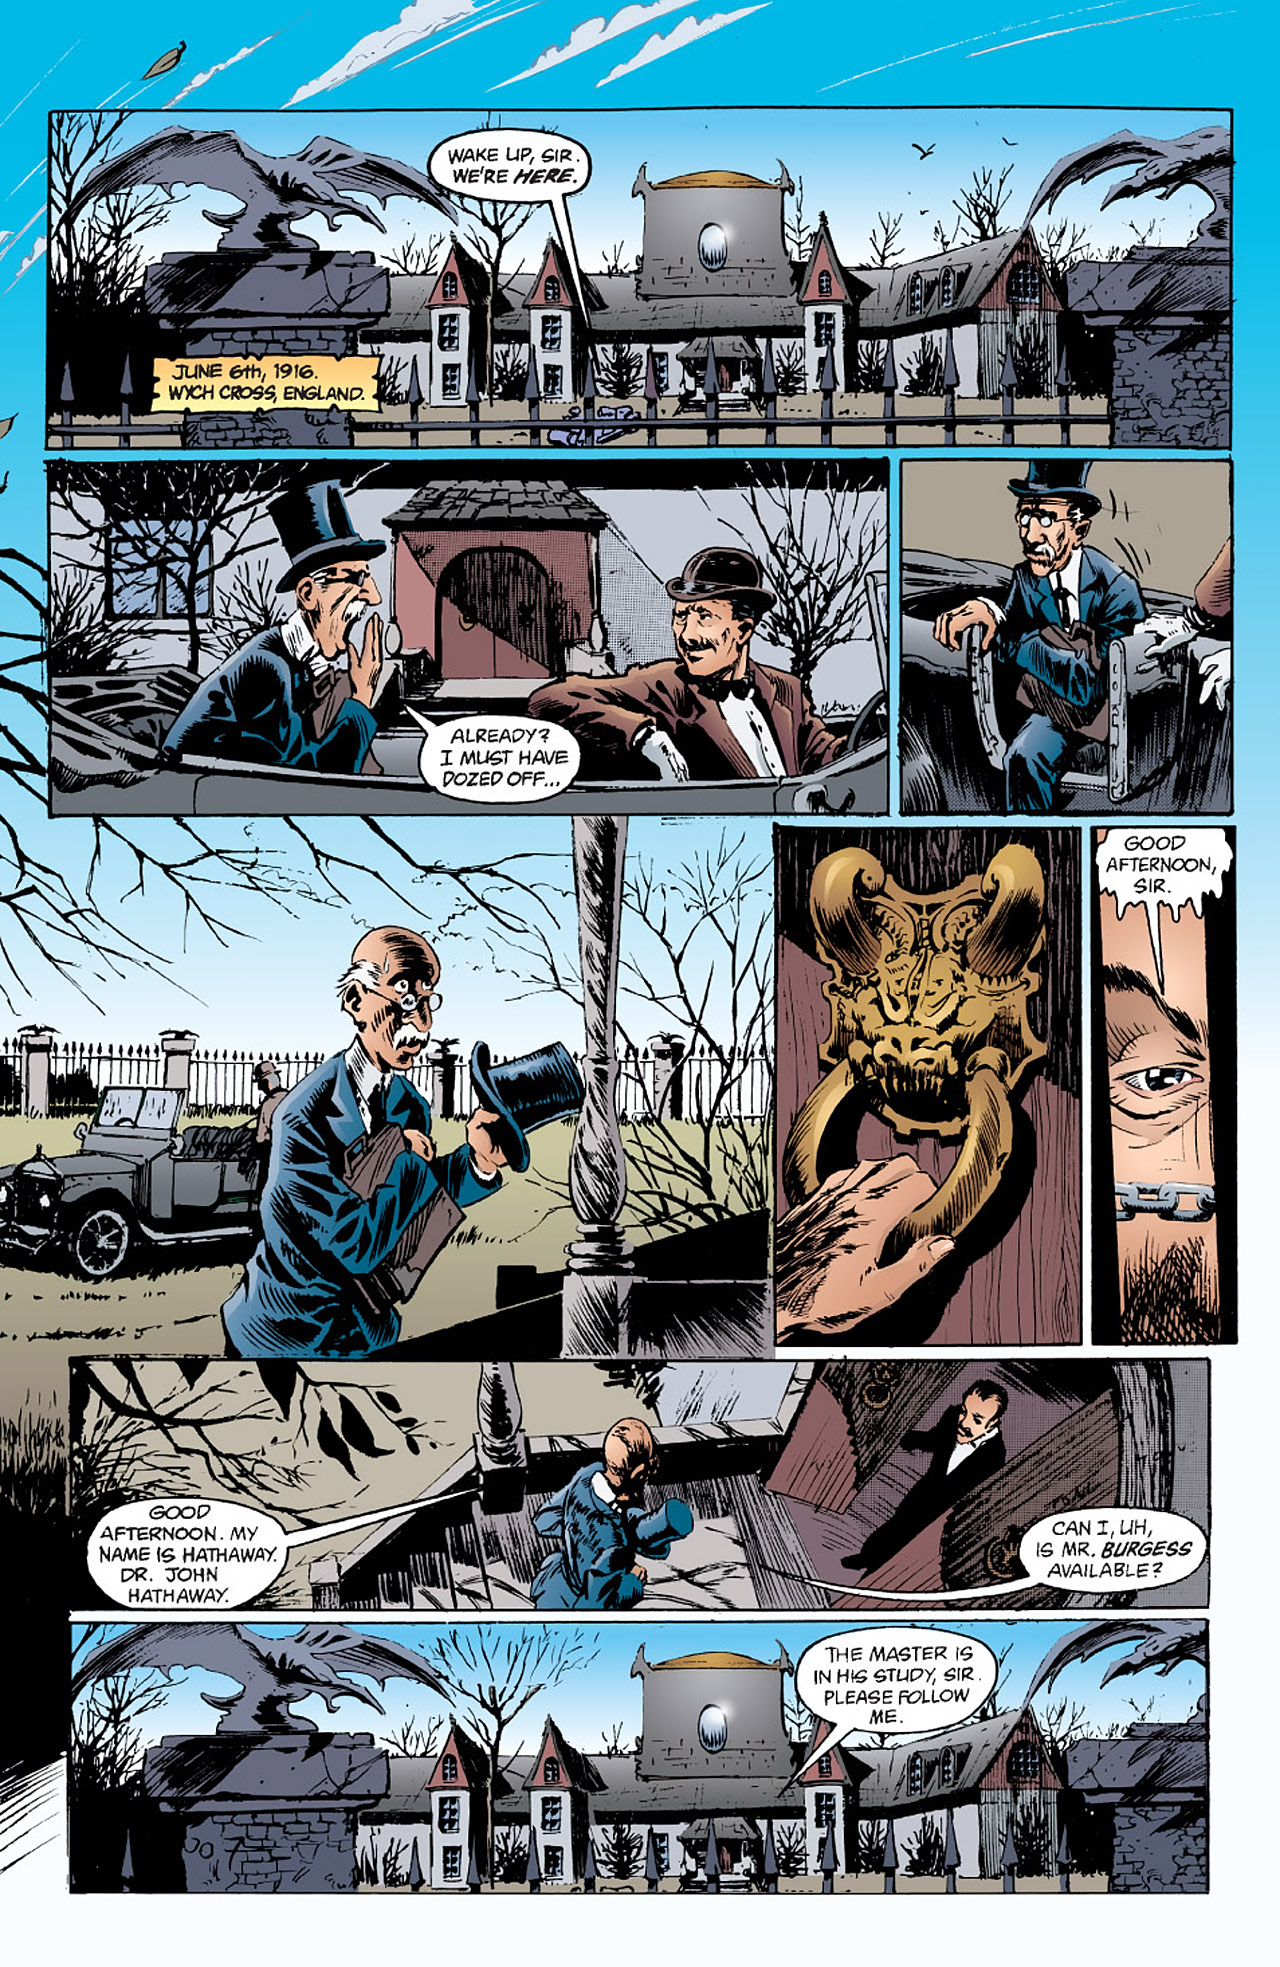 WAKE UP, SIR.
WE'RE HERE.
JUNE 6th, 1916.
WYCH CROSS, ENGLAND.
ALREADY?
I MUST HAVE
DOZED OFF...
GOOD
AFTERNOON,
SIR.
GOOD
AFTERNOON. MY
NAME IS HATHAWAY.
DR. JOHN
HATHAWAY.
CAN I, UH,
IS MR. BURGESS
AVAILABLE?
THE MASTER IS
IN HIS STUDY, SIR.
PLEASE FOLLOW
ME.